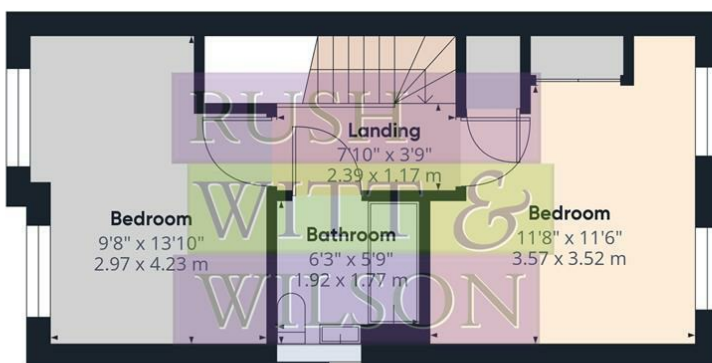 RUSH
WITT &
WILSON
Landing
7'10" x 3'9"
2.39 x 1.17 m
Bedroom
9'8" x 13'10"
2.97 x 4.23 m
Bathroom
6'3" x 5'9"
1.92 x 1.77 m
Bedroom
11'8" x 11'6"
3.57 x 3.52 m